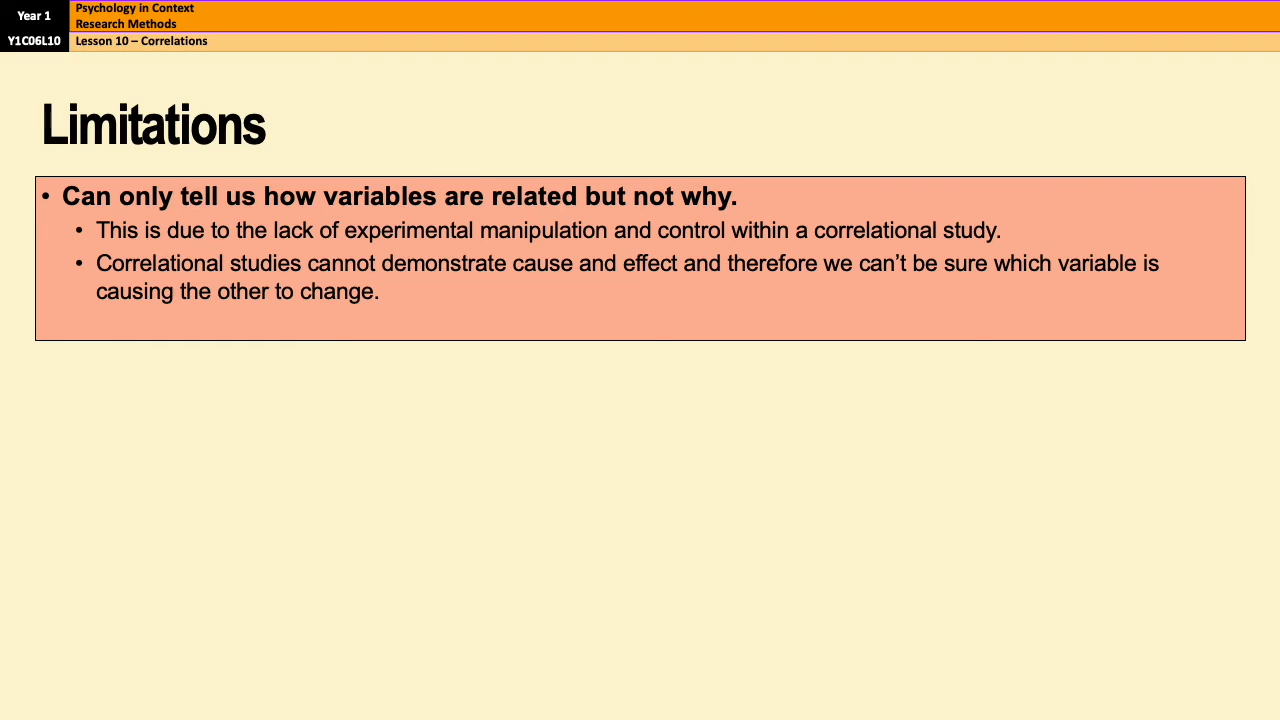 Year 1
Psychology in Context
Research Methods
Y1C06L10
Lesson 10 – Correlations
Limitations
• Can only tell us how variables are related but not why.
• This is due to the lack of experimental manipulation and control within a correlational study.
• Correlational studies cannot demonstrate cause and effect and therefore we can’t be sure which variable is
causing the other to change.